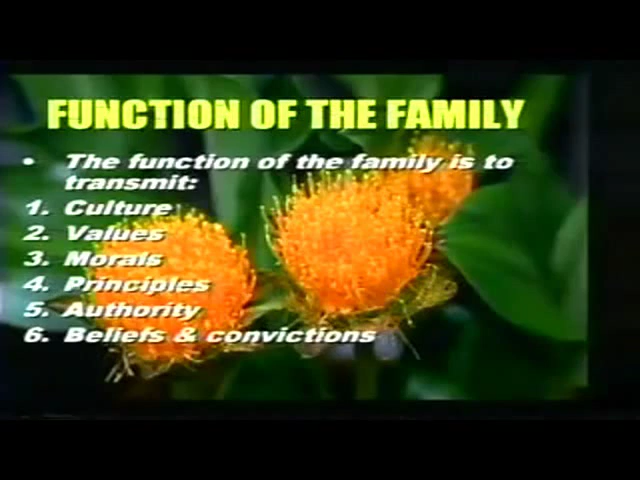 FUNCTION OF THE FAMILY
• The function of the family is to
transmit:
1. Culture
2. Values
3. Morals
4. Principles
5. Authority
6. Beliefs & convictions